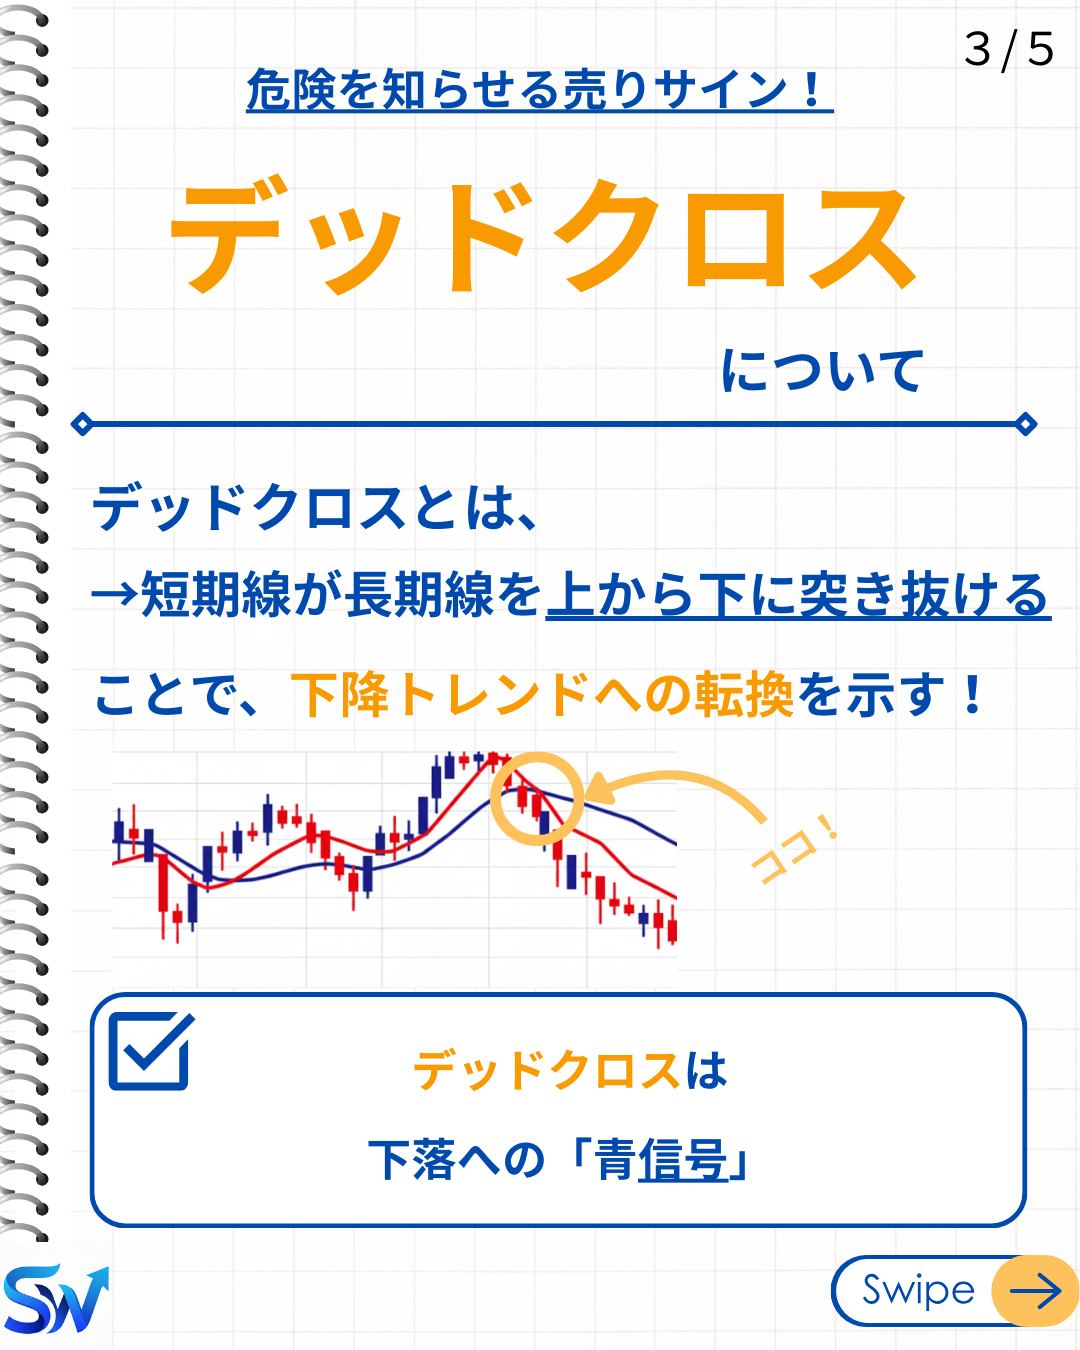 3/5
危険を知らせる売りサイン！
デッドクロス
について
デッドクロスとは、
→短期線が長期線を上から下に突き抜ける
ことで、下降トレンドへの転換を示す！
ココ！
デッドクロスは
下落への「青信号」
SW
Swipe